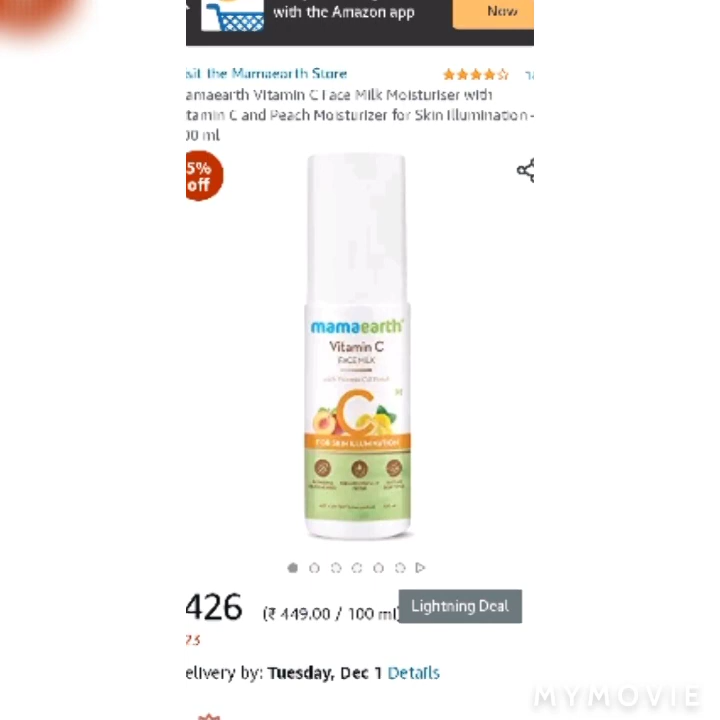 with the Amazon app
Now
sit the Mamaearth Store
amaearth Vitamin C Face Milk Moisturiser with
tamin C and Peach Moisturizer for Skin Illumination -
00 ml
5%
off
mamaearth
Vitamin C
FACE MILK
C
FOR SKIN ILLUMINATION
426 (₹ 449.00 / 100 ml)
Lightning Deal
23
elivery by: Tuesday, Dec 1 Details
MYMOVIE